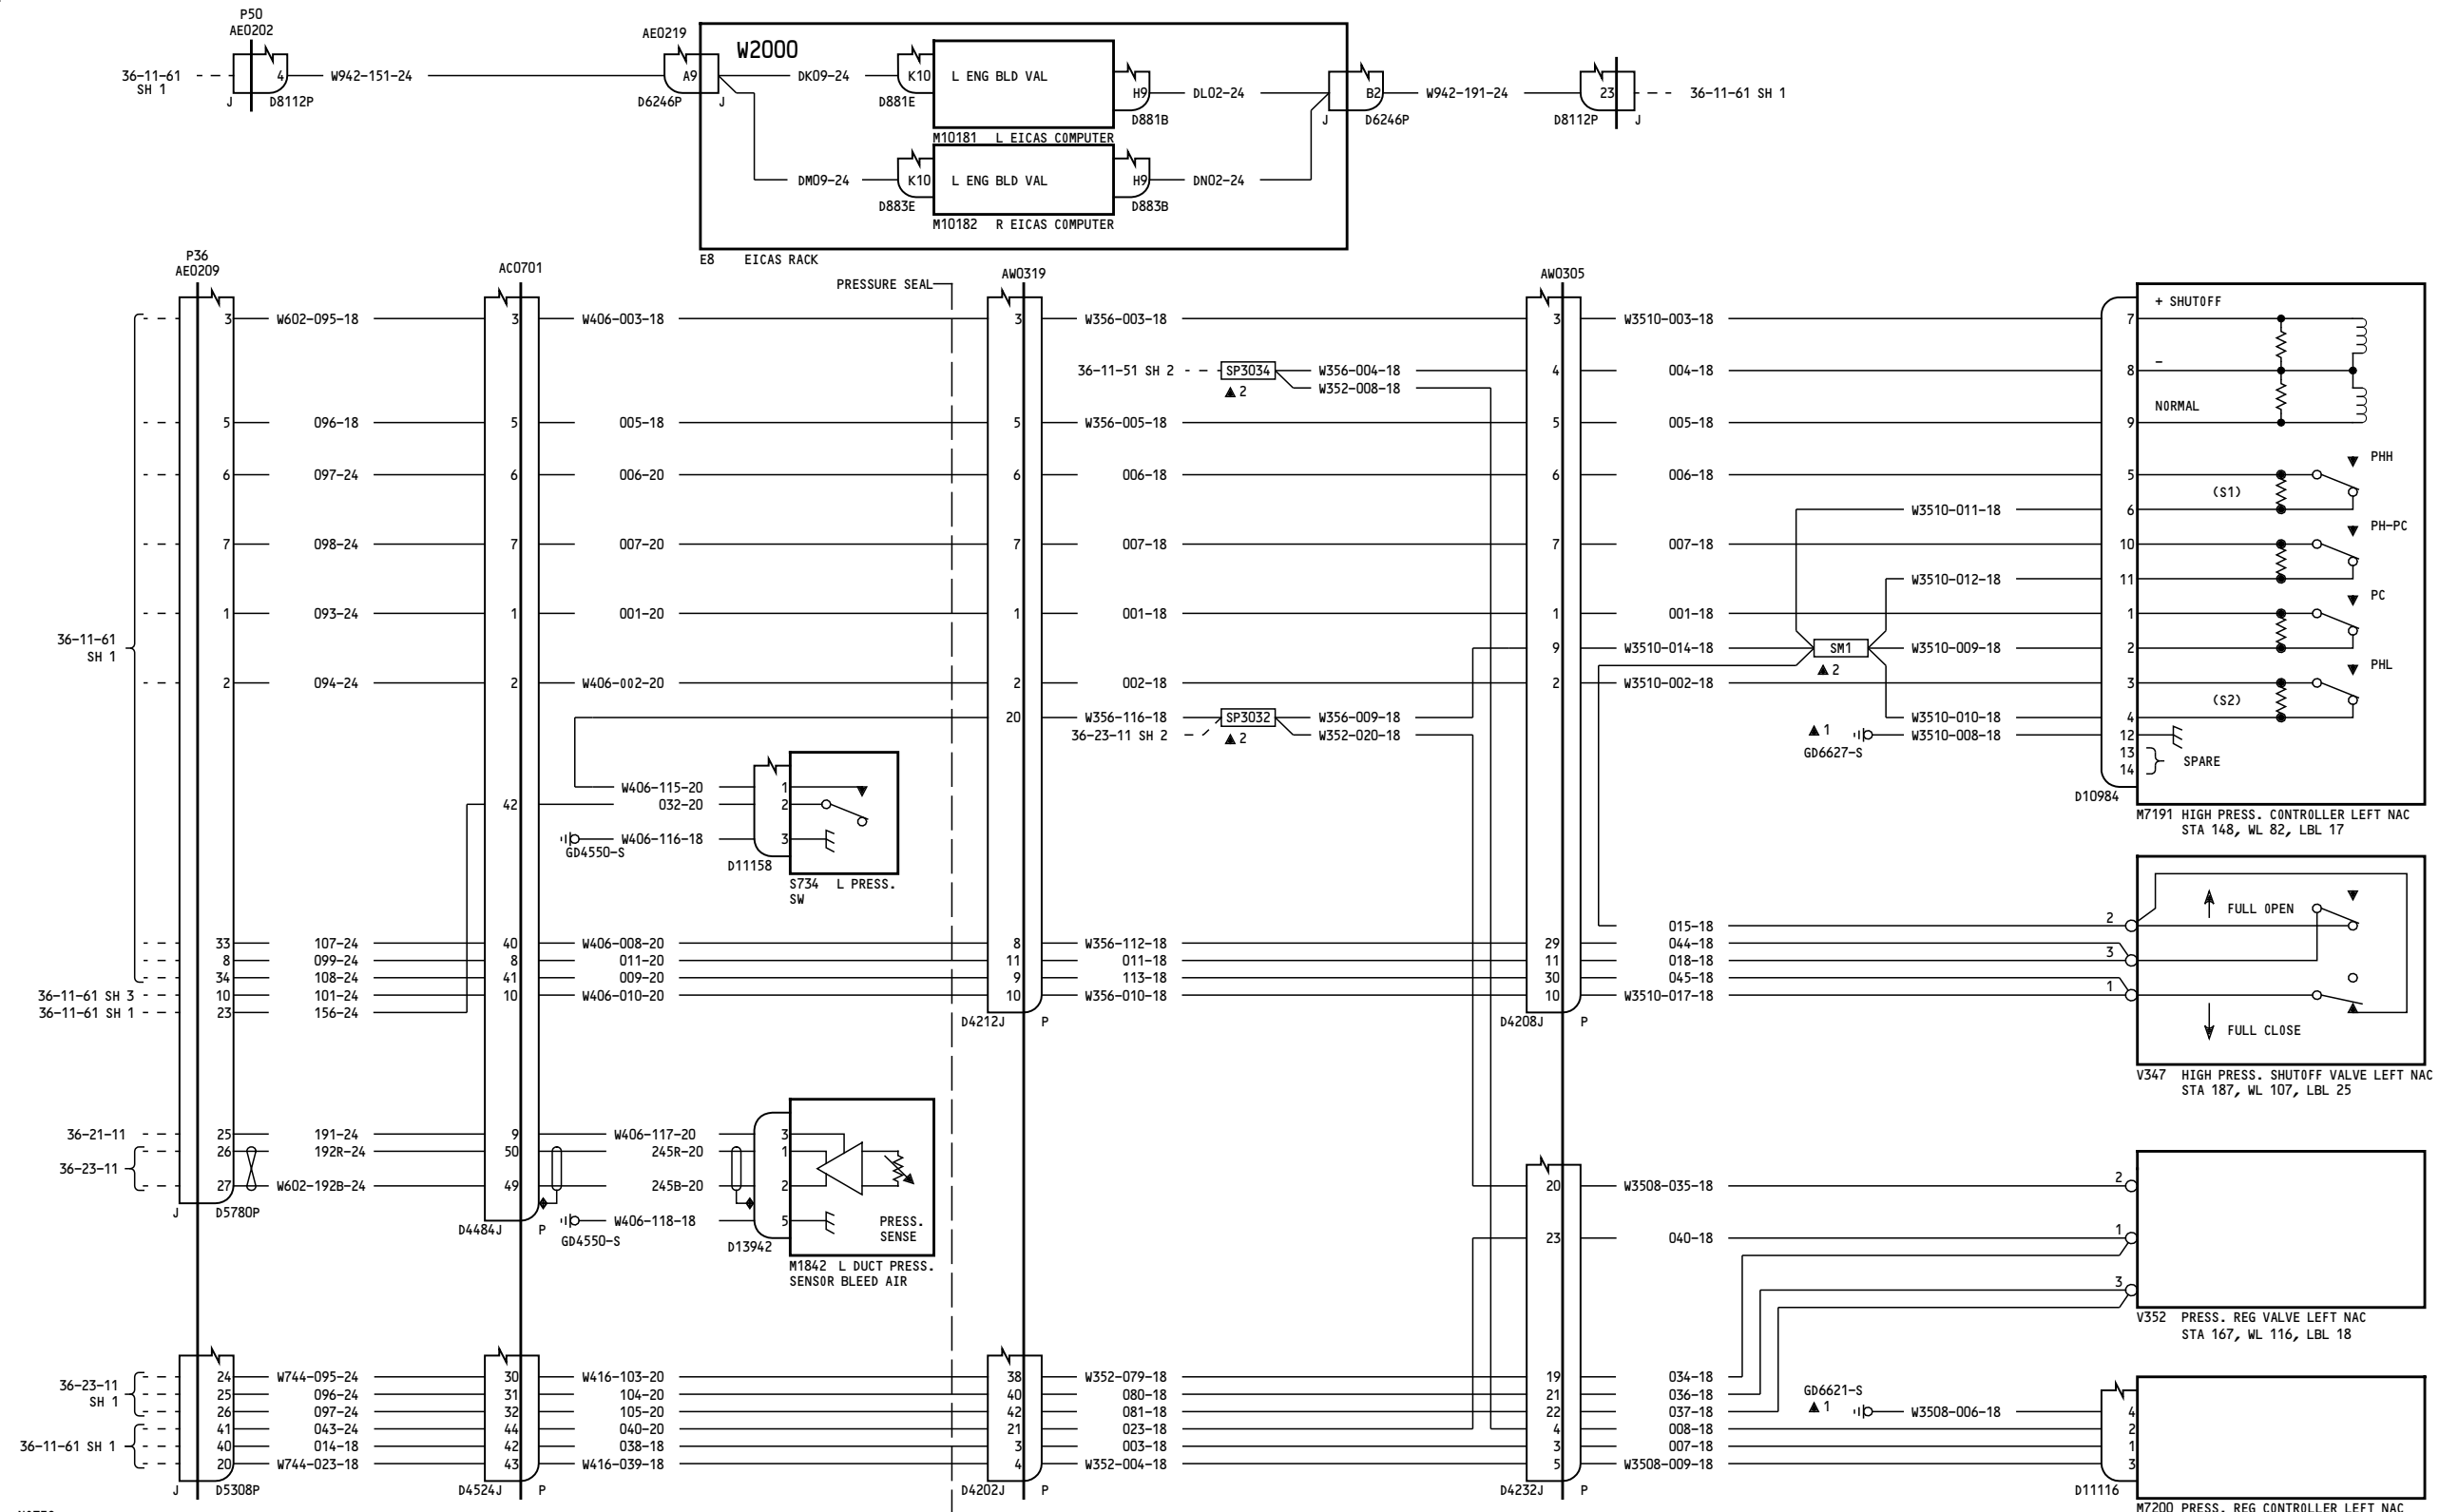 P50
AE0202
36-11-61
SH 1
4
W942-151-24
J
D8112P
AE0219
A9
D6246P
J
W2000
DK09-24
K10
D881E
L ENG BLD VAL
H9
D881B
DL02-24
M10181 L EICAS COMPUTER
DM09-24
K10
D883E
L ENG BLD VAL
H9
D883B
DN02-24
M10182 R EICAS COMPUTER
E8 EICAS RACK
J
B2
D6246P
W942-191-24
23
D8112P
J
36-11-61 SH 1
P36
AE0209
AC0701
PRESSURE SEAL
AW0319
AW0305
3 W602-095-18 3 W406-003-18 3 W356-003-18 3 W3510-003-18 7
+ SHUTOFF
36-11-51 SH 2 SP3034 W356-004-18 4 004-18 8 –
▲ 2 W352-008-18
5 096-18 5 005-18 5 W356-005-18 5 005-18 9
NORMAL
6 097-24 6 006-20 6 006-18 6 006-18 5
PHH
(S1)
W3510-011-18 6
7 098-24 7 007-20 7 007-18 7 007-18 10
PH-PC
W3510-012-18 11
1 093-24 1 001-20 1 001-18 1 001-18 1
PC
36-11-61
SH 1
9 W3510-014-18 SM1 W3510-009-18 2
▲ 2
2 094-24 2 W406-002-20 2 002-18 2 W3510-002-18 3
PHL
(S2)
20 W356-116-18 SP3032 W356-009-18 W3510-010-18 4
36-23-11 SH 2 ▲ 2 W352-020-18
▲ 1 W3510-008-18 12
GD6627-S
13
14
SPARE
D10984
M7191 HIGH PRESS. CONTROLLER LEFT NAC
STA 148, WL 82, LBL 17
W406-115-20 1
42 032-20 2
W406-116-18 3
GD4550-S
D11158
S734 L PRESS.
SW
015-18 2
FULL OPEN
33 107-24 40 W406-008-20 8 W356-112-18 29 044-18
8 099-24 8 011-20 11 011-18 11 018-18 3
34 108-24 41 009-20 9 113-18 30 045-18
36-11-61 SH 3 10 101-24 10 W406-010-20 10 W356-010-18 10 W3510-017-18 1
36-11-61 SH 1 23 156-24
D4212J P
D4208J P
FULL CLOSE
V347 HIGH PRESS. SHUTOFF VALVE LEFT NAC
STA 187, WL 107, LBL 25
36-21-11 25 191-24 9 W406-117-20 3
36-23-11
26 192R-24 50 245R-20 1
27 W602-192B-24 49 245B-20 2
J D5780P
D4484J P
W406-118-18 5
GD4550-S
D13942
PRESS.
SENSE
M1842 L DUCT PRESS.
SENSOR BLEED AIR
20 W3508-035-18 2
23 040-18 1
3
V352 PRESS. REG VALVE LEFT NAC
STA 167, WL 116, LBL 18
36-23-11
SH 1
24 W744-095-24 30 W416-103-20 38 W352-079-18 19 034-18
25 096-24 31 104-20 40 080-18 21 036-18
26 097-24 32 105-20 42 081-18 22 037-18
GD6621-S
▲ 1 W3508-006-18 4
36-11-61 SH 1
41 043-24 44 040-20 21 023-18 4 008-18 2
40 014-18 42 038-18 3 003-18 3 007-18 1
20 W744-023-18 43 W416-039-18 4 W352-004-18 5 W3508-009-18 3
J D5308P
D4524J P
D4202J P
D4232J P
D11116
M7200 PRESS. REG CONTROLLER LEFT NAC